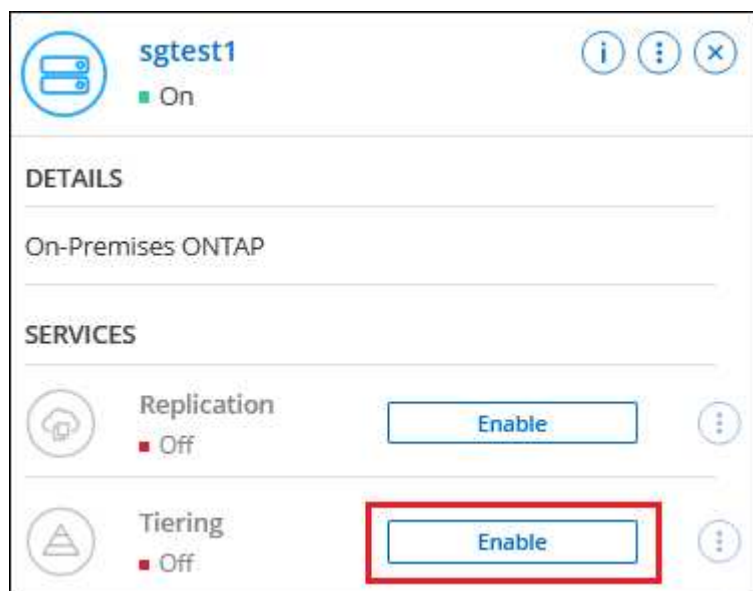 sgtest1
On
DETAILS
On-Premises ONTAP
SERVICES
Replication
Off
Enable
Tiering
Off
Enable